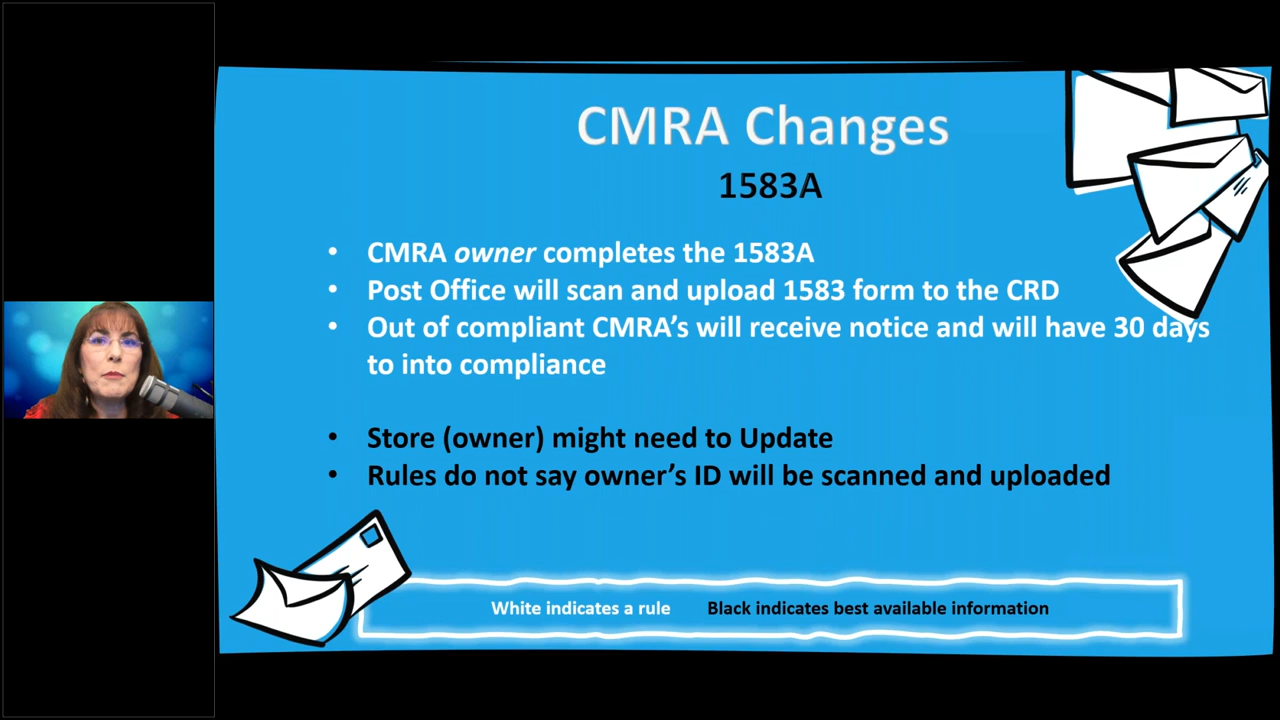 CMRA Changes
1583A
• CMRA owner completes the 1583A
• Post Office will scan and upload 1583 form to the CRD
• Out of compliant CMRA’s will receive notice and will have 30 days
to into compliance
• Store (owner) might need to Update
• Rules do not say owner’s ID will be scanned and uploaded
White indicates a rule Black indicates best available information